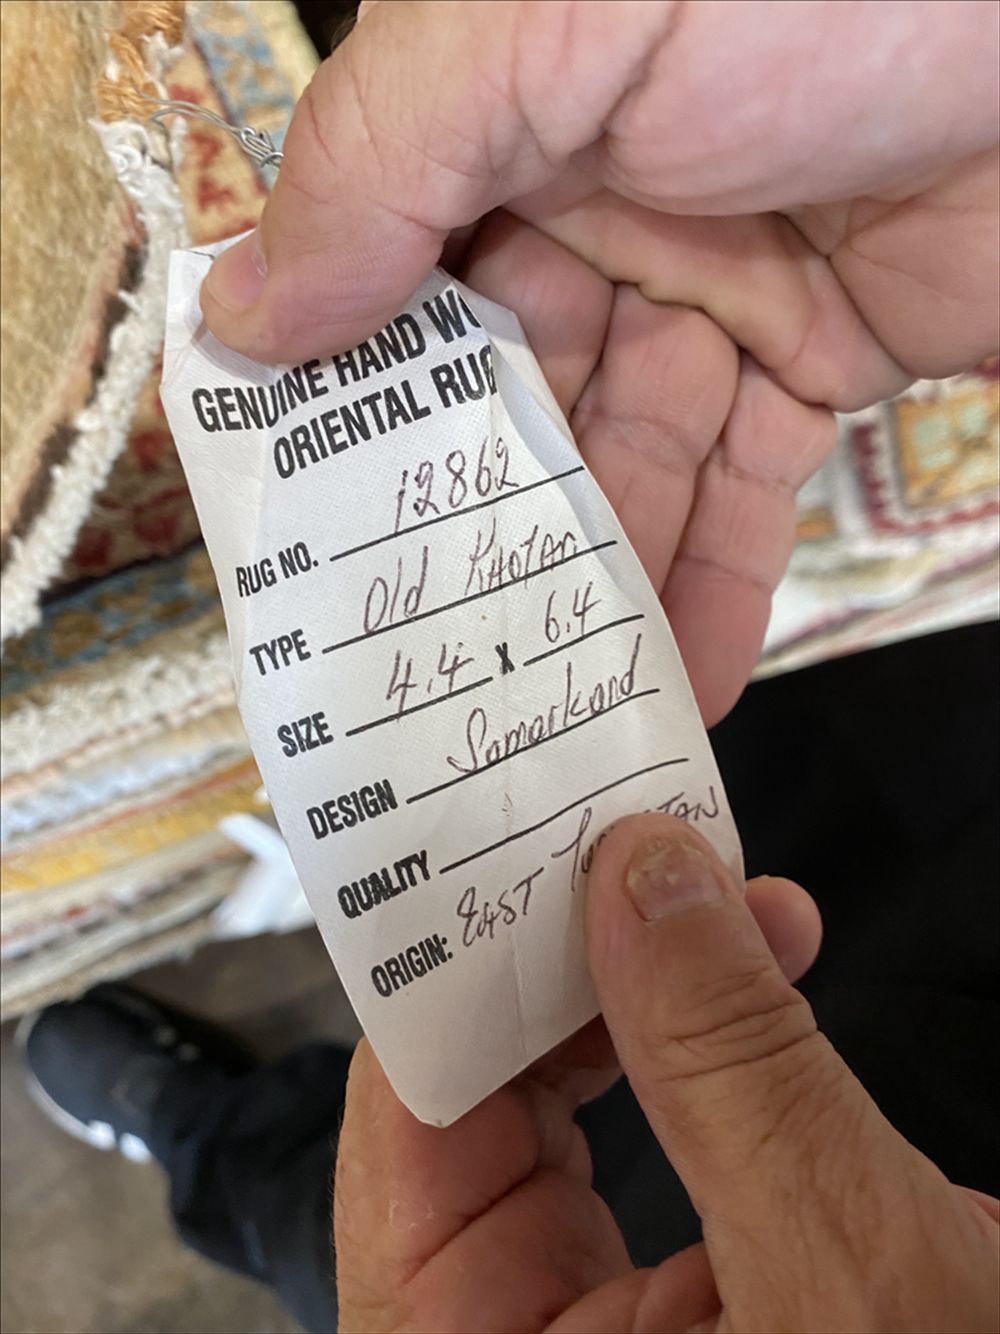 GENUINE HAND WO
ORIENTAL RUG
RUG NO. 12862
TYPE Old KHOTAN
SIZE 4.4 x 6.4
DESIGN Samarkand
QUALITY
ORIGIN: EAST